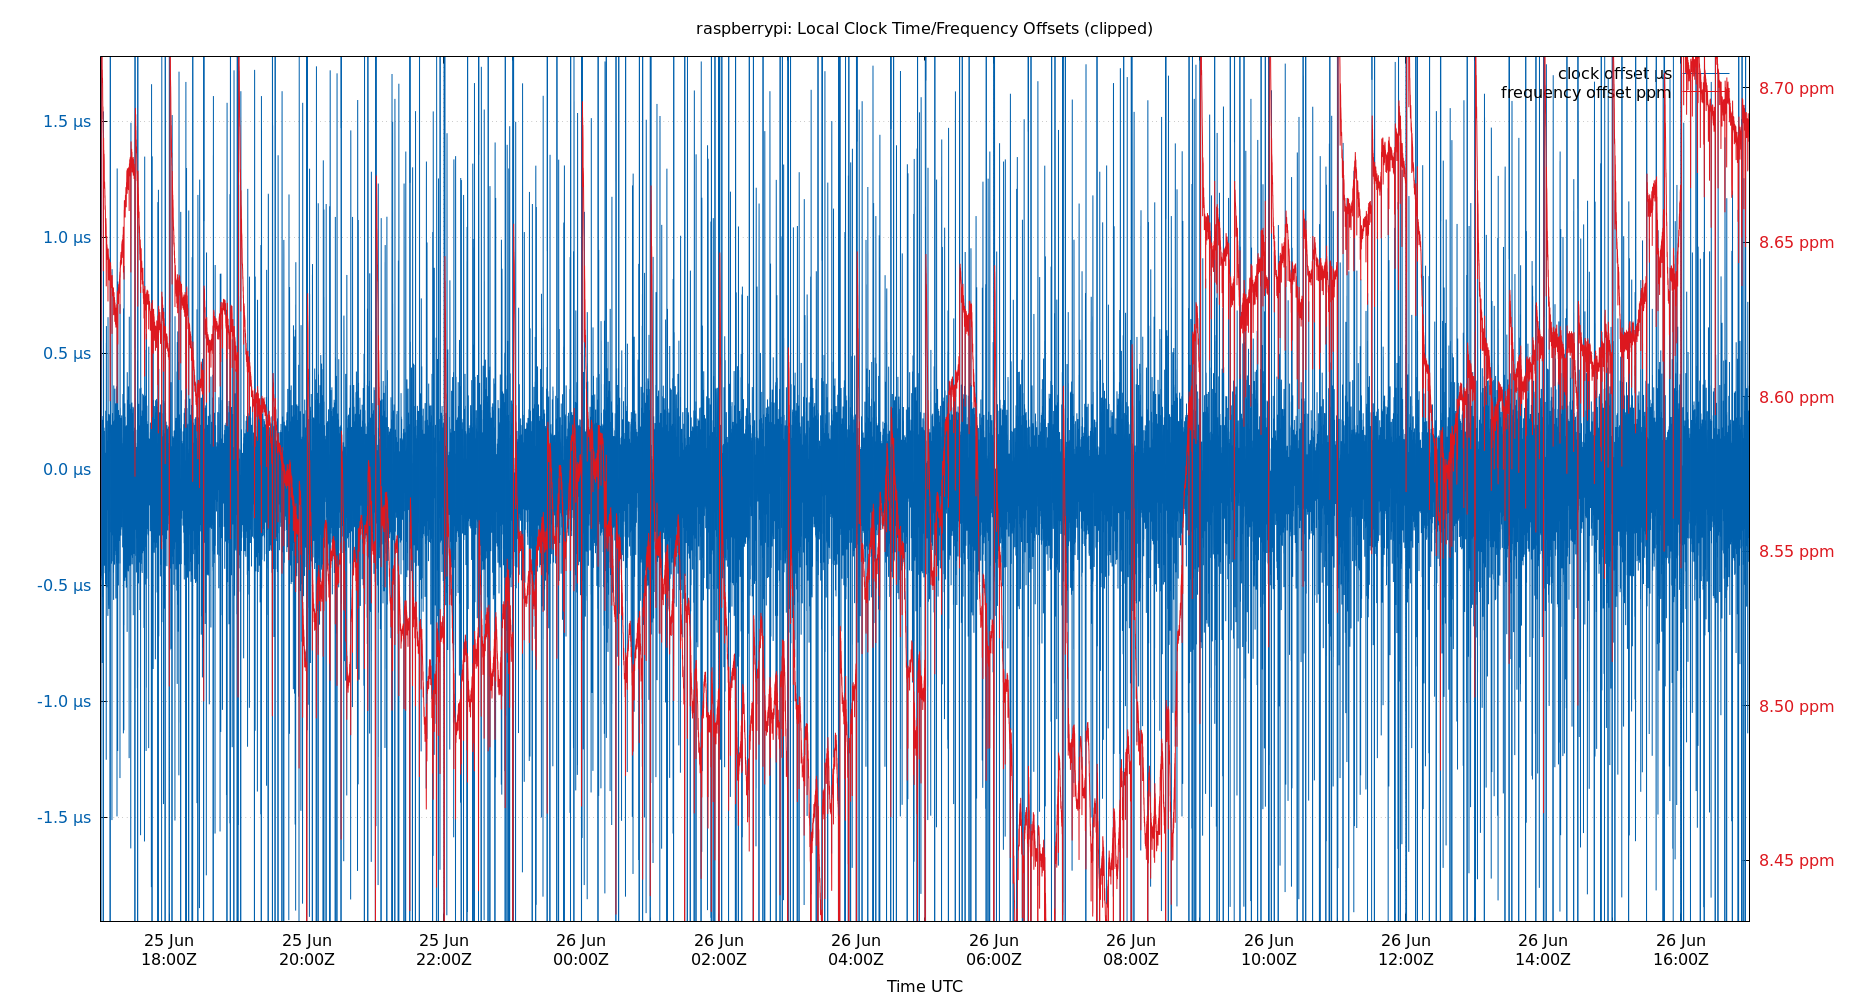 raspberrypi: Local Clock Time/Frequency Offsets (clipped)
clock offset µs
frequency offset ppm
1.5 µs
1.0 µs
0.5 µs
0.0 µs
-0.5 µs
-1.0 µs
-1.5 µs
8.70 ppm
8.65 ppm
8.60 ppm
8.55 ppm
8.50 ppm
8.45 ppm
25 Jun 25 Jun 25 Jun 26 Jun 26 Jun 26 Jun 26 Jun 26 Jun 26 Jun 26 Jun 26 Jun 26 Jun
18:00Z 20:00Z 22:00Z 00:00Z 02:00Z 04:00Z 06:00Z 08:00Z 10:00Z 12:00Z 14:00Z 16:00Z
Time UTC